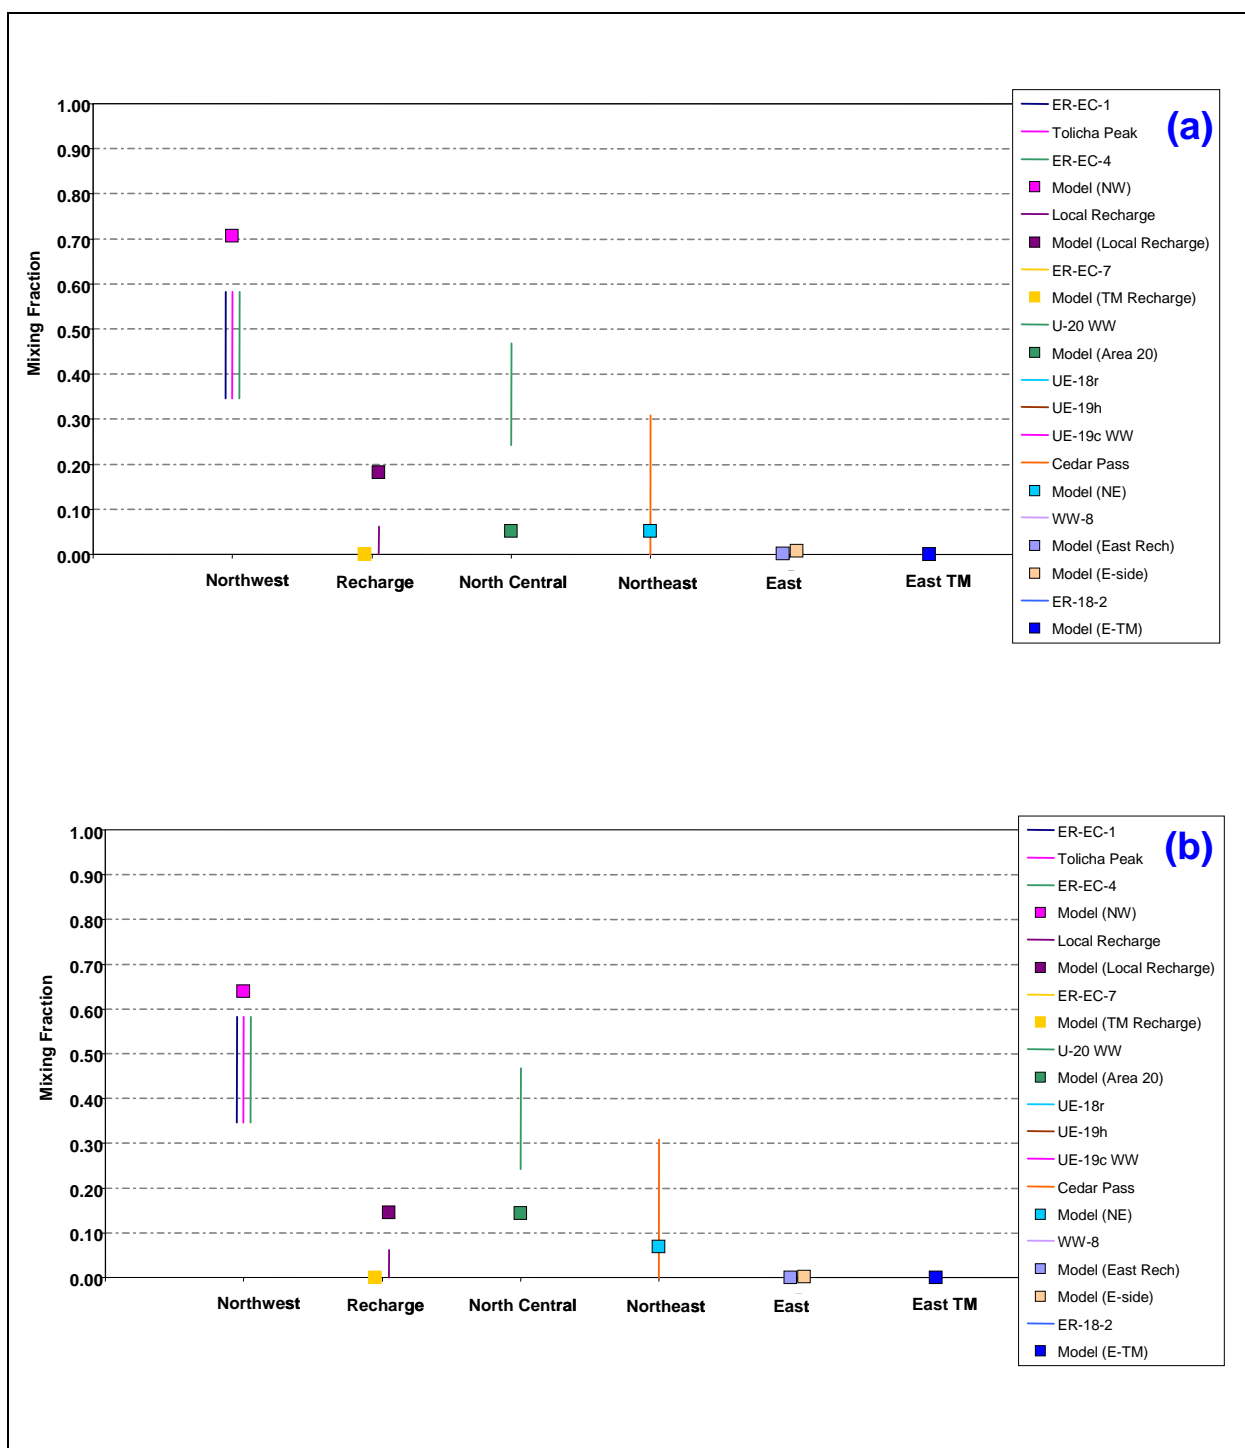 (a)
1.00
0.90
0.80
0.70
0.60
0.50
0.40
0.30
0.20
0.10
0.00
Mixing Fraction
Northwest
Recharge
North Central
Northeast
East
East TM
ER-EC-1
Tolicha Peak
ER-EC-4
Model (NW)
Local Recharge
Model (Local Recharge)
ER-EC-7
Model (TM Recharge)
U-20 WW
Model (Area 20)
UE-18r
UE-19h
UE-19c WW
Cedar Pass
Model (NE)
WW-8
Model (East Rech)
Model (E-side)
ER-18-2
Model (E-TM)
(b)
1.00
0.90
0.80
0.70
0.60
0.50
0.40
0.30
0.20
0.10
0.00
Mixing Fraction
Northwest
Recharge
North Central
Northeast
East
East TM
ER-EC-1
Tolicha Peak
ER-EC-4
Model (NW)
Local Recharge
Model (Local Recharge)
ER-EC-7
Model (TM Recharge)
U-20 WW
Model (Area 20)
UE-18r
UE-19h
UE-19c WW
Cedar Pass
Model (NE)
WW-8
Model (East Rech)
Model (E-side)
ER-18-2
Model (E-TM)